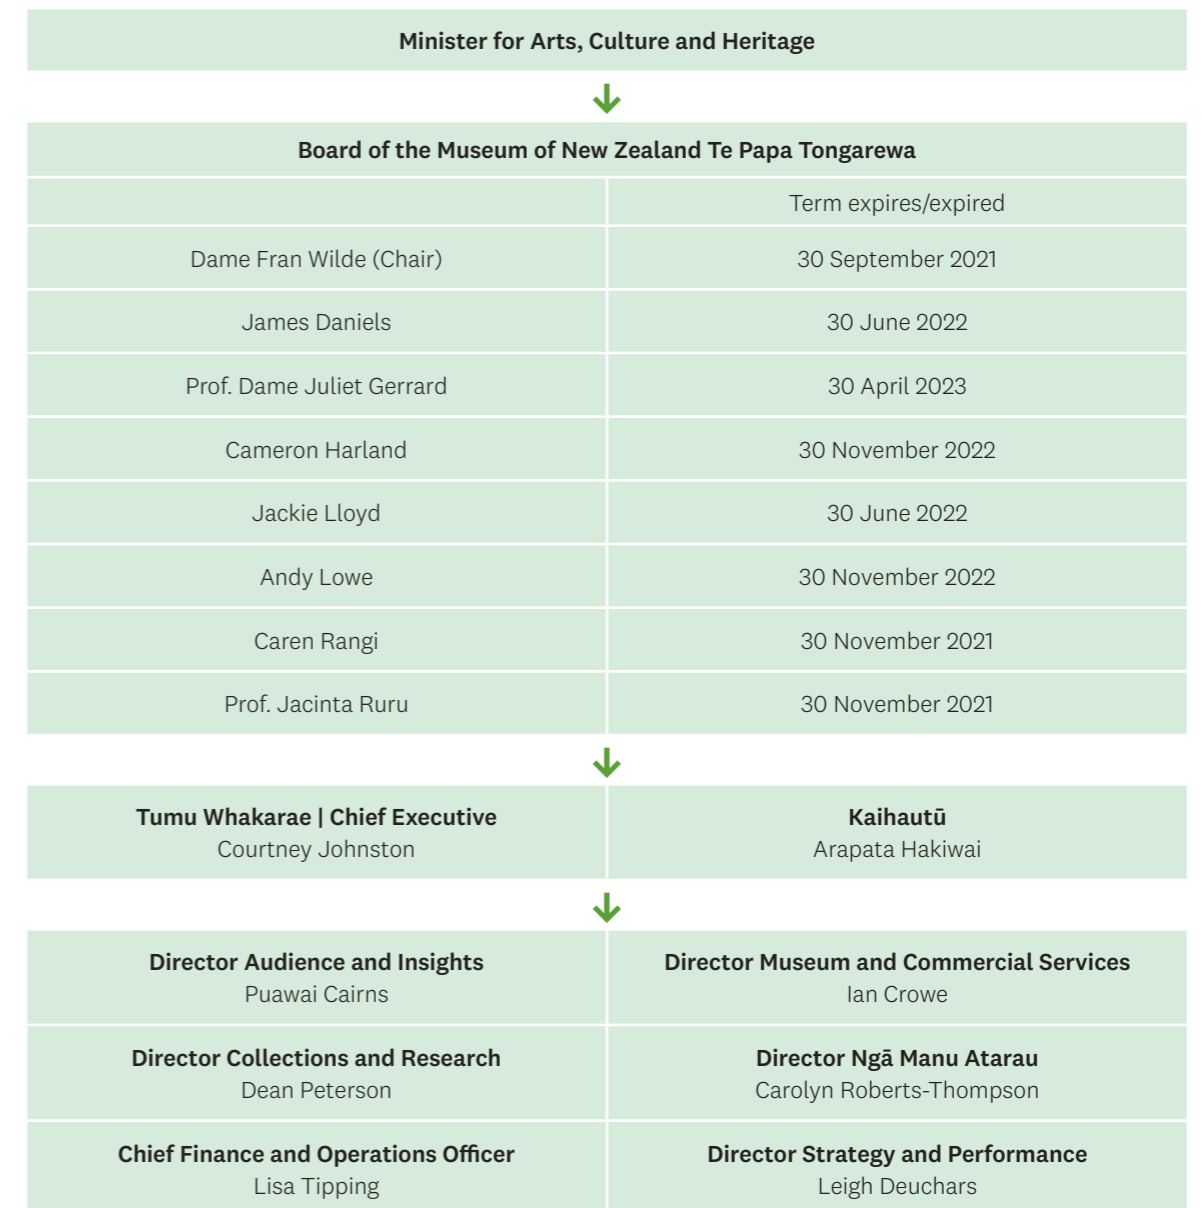 Minister for Arts, Culture and Heritage
Board of the Museum of New Zealand Te Papa Tongarewa
Term expires/expired
Dame Fran Wilde (Chair) 30 September 2021
James Daniels 30 June 2022
Prof. Dame Juliet Gerrard 30 April 2023
Cameron Harland 30 November 2022
Jackie Lloyd 30 June 2022
Andy Lowe 30 November 2022
Caren Rangi 30 November 2021
Prof. Jacinta Ruru 30 November 2021
Tumu Whakarae | Chief Executive
Courtney Johnston
Kaihautū
Arapata Hakiwai
Director Audience and Insights
Puawai Cairns
Director Museum and Commercial Services
Ian Crowe
Director Collections and Research
Dean Peterson
Director Ngā Manu Atarau
Carolyn Roberts-Thompson
Chief Finance and Operations Officer
Lisa Tipping
Director Strategy and Performance
Leigh Deuchars